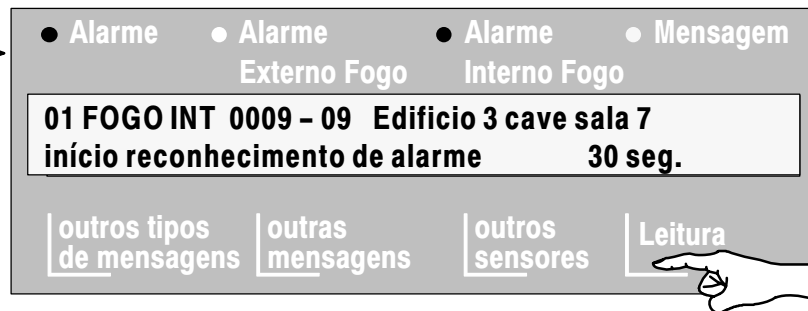 Alarme Alarme Alarme Mensagem
Externo Fogo Interno Fogo
01 FOGO INT 0009 – 09 Edificio 3 cave sala 7
início reconhecimento de alarme 30 seg.
outros tipos outras outros Leitura
de mensagens mensagens sensores